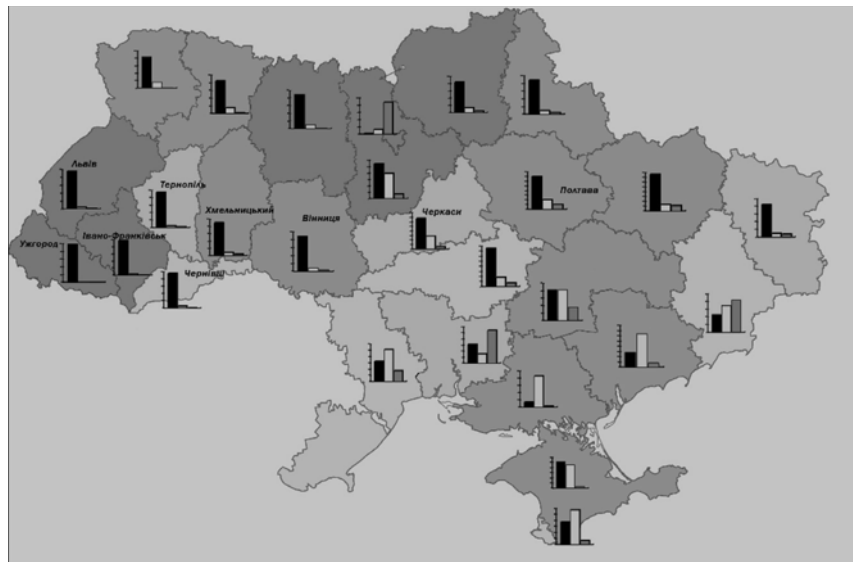 Львів
Тернопіль
Хмельницький
Вінниця
Черкаси
Полтава
Ужгород
Івано-Франківськ
Чернівці